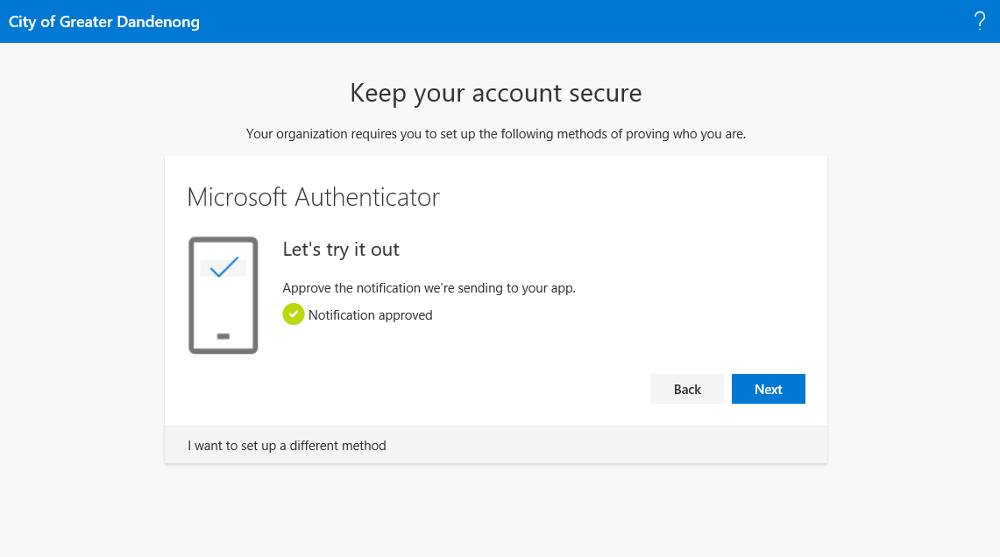 City of Greater Dandenong
?
Keep your account secure
Your organization requires you to set up the following methods of proving who you are.
Microsoft Authenticator
Let's try it out
Approve the notification we're sending to your app.
Notification approved
Back
Next
I want to set up a different method